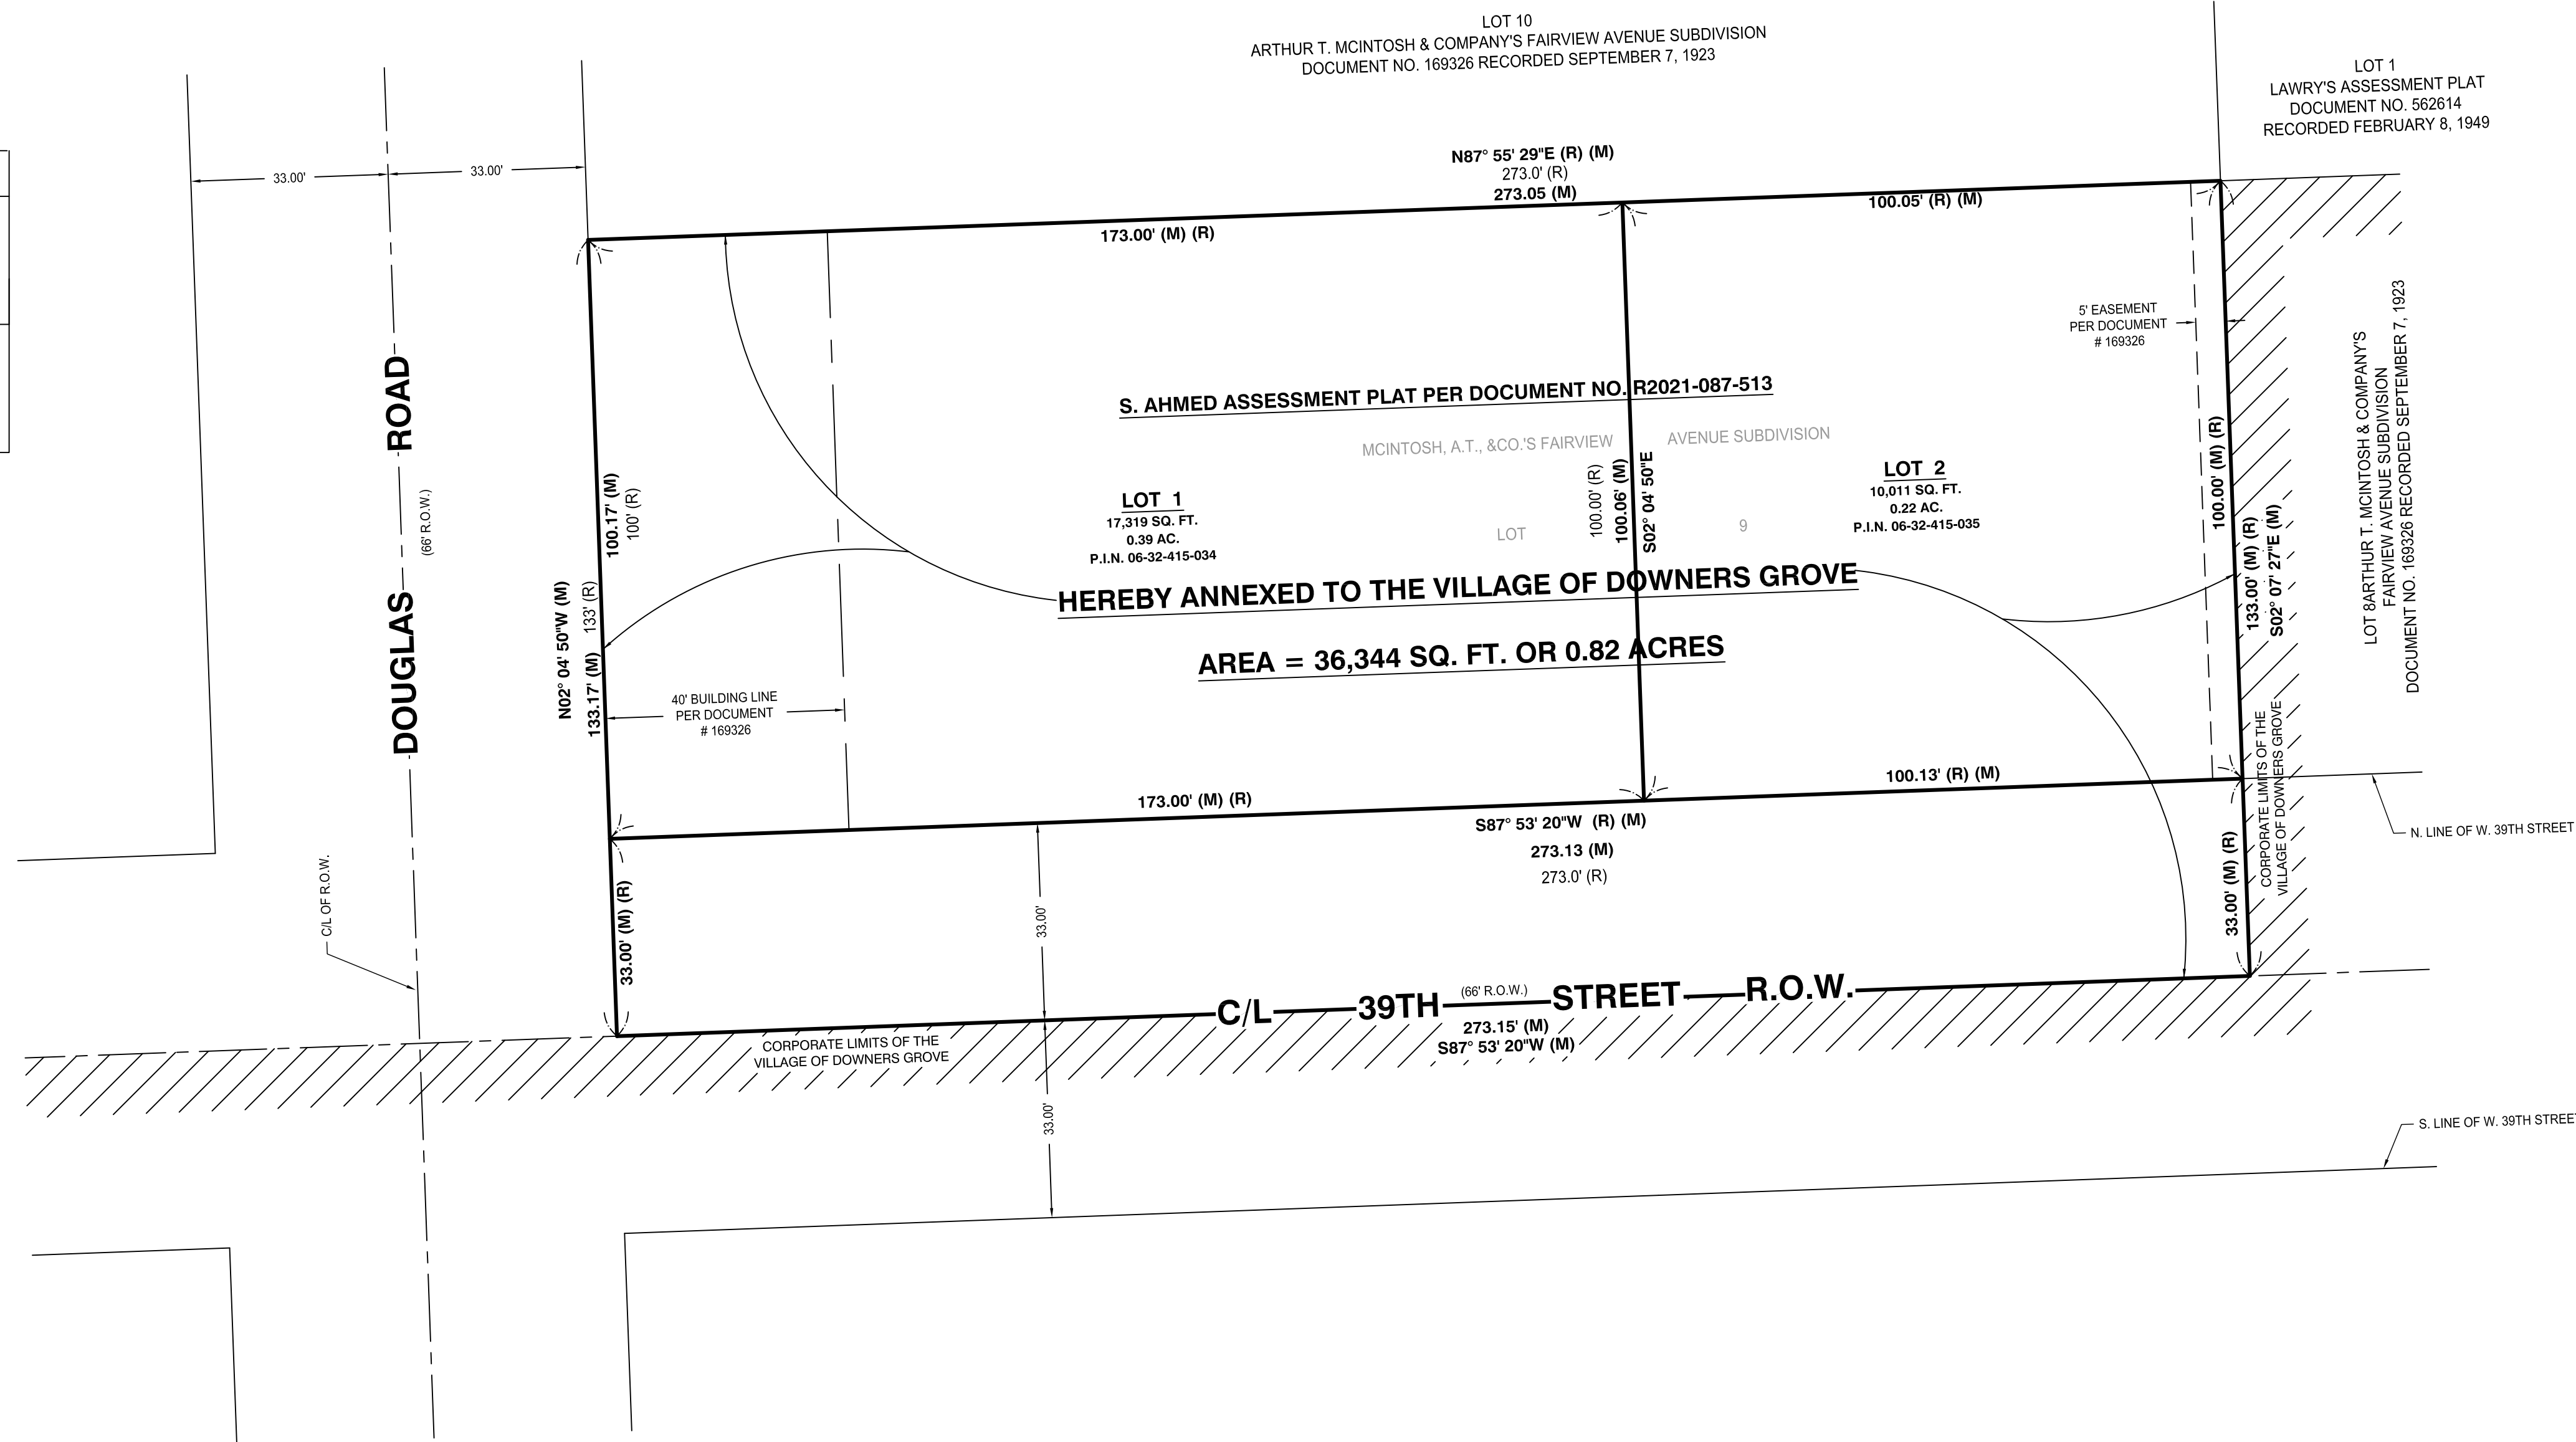 LOT 10
ARTHUR T. MCINTOSH & COMPANY'S FAIRVIEW AVENUE SUBDIVISION
DOCUMENT NO. 169326 RECORDED SEPTEMBER 7, 1923
LOT 1
LAWRY'S ASSESSMENT PLAT
DOCUMENT NO. 562614
RECORDED FEBRUARY 8, 1949
33.00'
33.00'
N87° 55' 29"E (R) (M)
273.0' (R)
273.05 (M)
173.00' (M) (R)
100.05' (R) (M)
5' EASEMENT
PER DOCUMENT
# 169326
DOUGLAS ROAD
(66' R.O.W.)
S. AHMED ASSESSMENT PLAT PER DOCUMENT NO. R2021-087-513
MCINTOSH, A.T., &CO.'S FAIRVIEW AVENUE SUBDIVISION
LOT 1
17,319 SQ. FT.
0.39 AC.
P.I.N. 06-32-415-034
LOT 9
100.00' (R)
100.06' (M)
S02° 04' 50"E
LOT 2
10,011 SQ. FT.
0.22 AC.
P.I.N. 06-32-415-035
100.17' (M)
100' (R)
N02° 04' 50"W (M)
133.17' (M) 133' (R)
100.00' (M) (R)
133.00' (M) (R)
S02° 07' 27"E (M)
LOT 8ARTHUR T. MCINTOSH & COMPANY'S
FAIRVIEW AVENUE SUBDIVISION
DOCUMENT NO. 169326 RECORDED SEPTEMBER 7, 1923
HEREBY ANNEXED TO THE VILLAGE OF DOWNERS GROVE
AREA = 36,344 SQ. FT. OR 0.82 ACRES
40' BUILDING LINE
PER DOCUMENT
# 169326
173.00' (M) (R)
100.13' (R) (M)
S87° 53' 20"W (R) (M)
273.13 (M)
273.0' (R)
CORPORATE LIMITS OF THE
VILLAGE OF DOWNERS GROVE
N. LINE OF W. 39TH STREET
C/L OF R.O.W.
33.00' (M) (R)
33.00'
33.00' (M) (R)
C/L 39TH (66' R.O.W.) STREET R.O.W.
273.15' (M)
S87° 53' 20"W (M)
CORPORATE LIMITS OF THE
VILLAGE OF DOWNERS GROVE
33.00'
S. LINE OF W. 39TH STREE